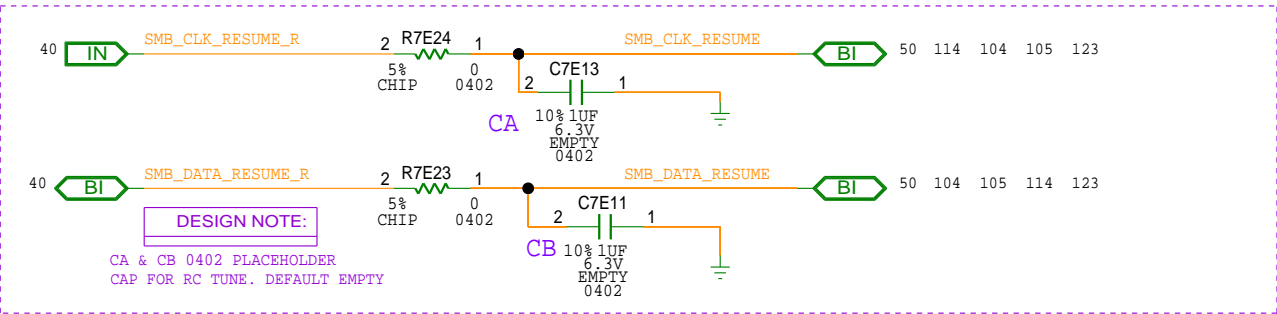 40 IN SMB_CLK_RESUME_R 2 R7E24 1 SMB_CLK_RESUME BI 50 114 104 105 123
5% 0
CHIP 0402
C7E13
2 1
CA
10% 1UF
6.3V
EMPTY
0402
40 BI SMB_DATA_RESUME_R 2 R7E23 1 SMB_DATA_RESUME BI 50 104 105 114 123
5% 0
CHIP 0402
C7E11
2 1
CB
10% 1UF
6.3V
EMPTY
0402
DESIGN NOTE:
CA & CB 0402 PLACEHOLDER
CAP FOR RC TUNE. DEFAULT EMPTY